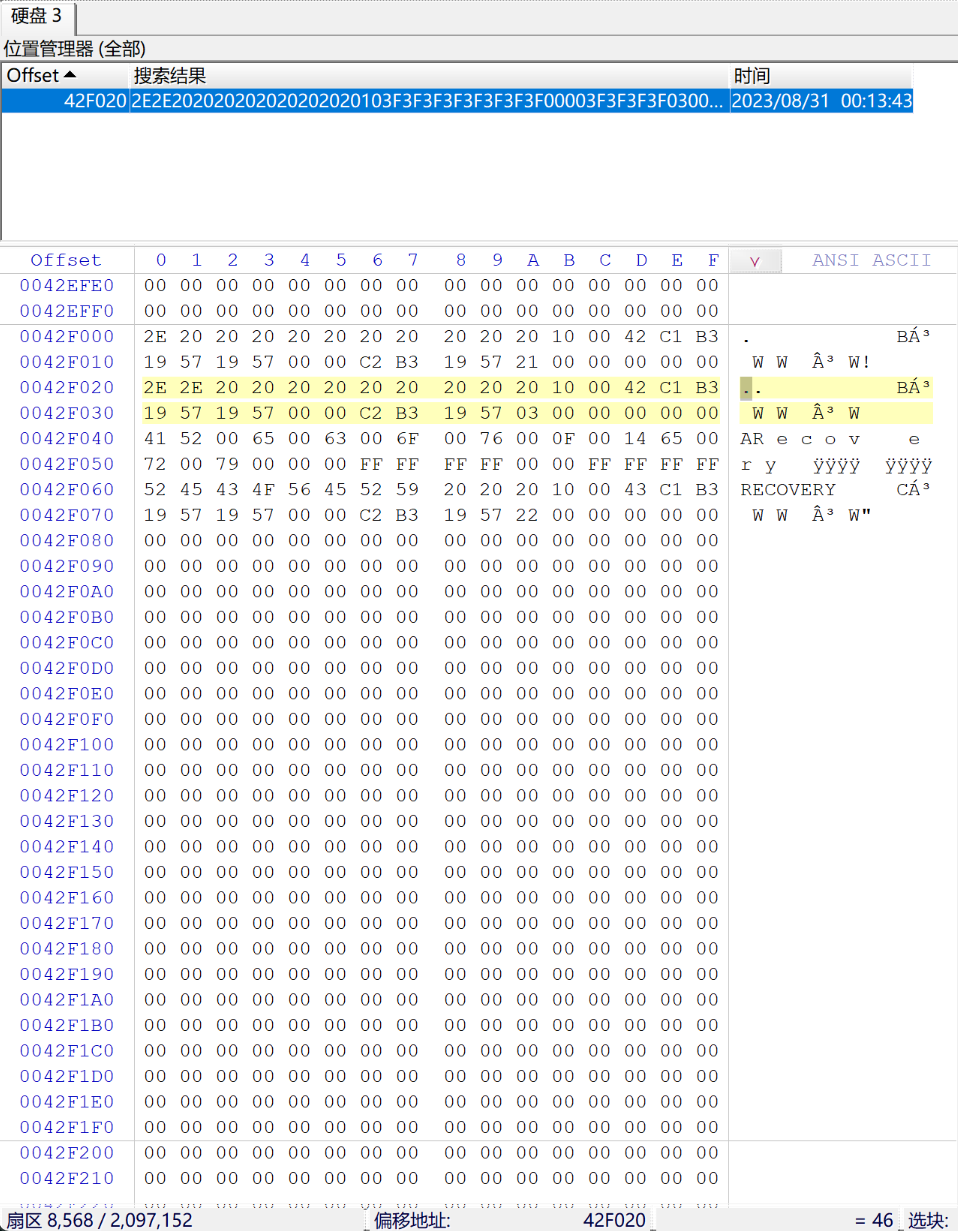 硬盘 3
位置管理器 (全部)
Offset 搜索结果 时间
42F020 2E2E202020202020202020103F3F3F3F3F3F3F3F00003F3F3F3F0300... 2023/08/31 00:13:43
Offset 0 1 2 3 4 5 6 7 8 9 A B C D E F ANSI ASCII
0042EFE0 00 00 00 00 00 00 00 00 00 00 00 00 00 00 00 00
0042EFF0 00 00 00 00 00 00 00 00 00 00 00 00 00 00 00 00
0042F000 2E 20 20 20 20 20 20 20 20 20 20 10 00 42 C1 B3 . BÁ³
0042F010 19 57 19 57 00 00 C2 B3 19 57 21 00 00 00 00 00 W W Â³ W!
0042F020 2E 2E 20 20 20 20 20 20 20 20 20 10 00 42 C1 B3 .. BÁ³
0042F030 19 57 19 57 00 00 C2 B3 19 57 03 00 00 00 00 00 W W Â³ W
0042F040 41 52 00 65 00 63 00 6F 00 76 00 0F 00 14 65 00 AR e c o v e
0042F050 72 00 79 00 00 00 FF FF FF FF 00 00 FF FF FF FF r y ÿÿÿÿ ÿÿÿÿ
0042F060 52 45 43 4F 56 45 52 59 20 20 20 10 00 43 C1 B3 RECOVERY CÁ³
0042F070 19 57 19 57 00 00 C2 B3 19 57 22 00 00 00 00 00 W W Â³ W"
0042F080 00 00 00 00 00 00 00 00 00 00 00 00 00 00 00 00
0042F090 00 00 00 00 00 00 00 00 00 00 00 00 00 00 00 00
0042F0A0 00 00 00 00 00 00 00 00 00 00 00 00 00 00 00 00
0042F0B0 00 00 00 00 00 00 00 00 00 00 00 00 00 00 00 00
0042F0C0 00 00 00 00 00 00 00 00 00 00 00 00 00 00 00 00
0042F0D0 00 00 00 00 00 00 00 00 00 00 00 00 00 00 00 00
0042F0E0 00 00 00 00 00 00 00 00 00 00 00 00 00 00 00 00
0042F0F0 00 00 00 00 00 00 00 00 00 00 00 00 00 00 00 00
0042F100 00 00 00 00 00 00 00 00 00 00 00 00 00 00 00 00
0042F110 00 00 00 00 00 00 00 00 00 00 00 00 00 00 00 00
0042F120 00 00 00 00 00 00 00 00 00 00 00 00 00 00 00 00
0042F130 00 00 00 00 00 00 00 00 00 00 00 00 00 00 00 00
0042F140 00 00 00 00 00 00 00 00 00 00 00 00 00 00 00 00
0042F150 00 00 00 00 00 00 00 00 00 00 00 00 00 00 00 00
0042F160 00 00 00 00 00 00 00 00 00 00 00 00 00 00 00 00
0042F170 00 00 00 00 00 00 00 00 00 00 00 00 00 00 00 00
0042F180 00 00 00 00 00 00 00 00 00 00 00 00 00 00 00 00
0042F190 00 00 00 00 00 00 00 00 00 00 00 00 00 00 00 00
0042F1A0 00 00 00 00 00 00 00 00 00 00 00 00 00 00 00 00
0042F1B0 00 00 00 00 00 00 00 00 00 00 00 00 00 00 00 00
0042F1C0 00 00 00 00 00 00 00 00 00 00 00 00 00 00 00 00
0042F1D0 00 00 00 00 00 00 00 00 00 00 00 00 00 00 00 00
0042F1E0 00 00 00 00 00 00 00 00 00 00 00 00 00 00 00 00
0042F1F0 00 00 00 00 00 00 00 00 00 00 00 00 00 00 00 00
0042F200 00 00 00 00 00 00 00 00 00 00 00 00 00 00 00 00
0042F210 00 00 00 00 00 00 00 00 00 00 00 00 00 00 00 00
扇区 8,568 / 2,097,152 偏移地址: 42F020 = 46 选块: